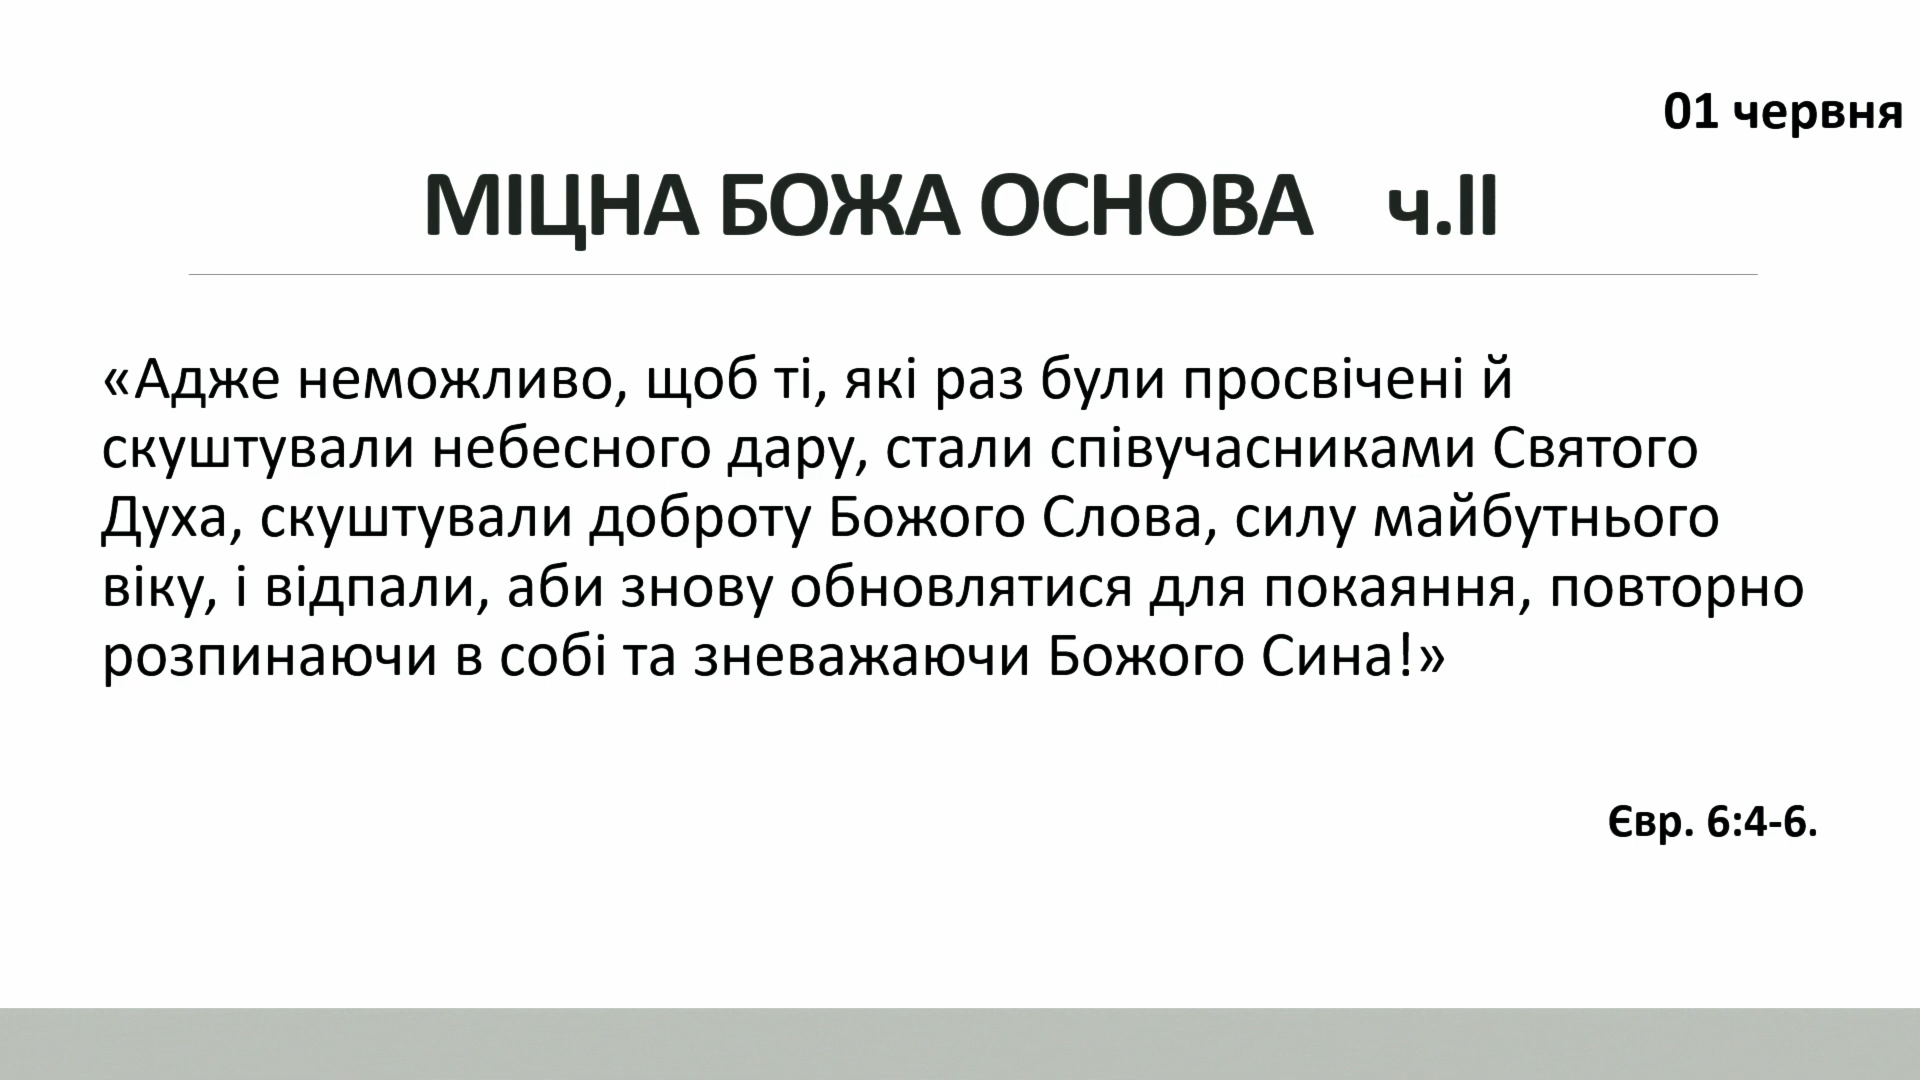 01 червня
МІЦНА БОЖА ОСНОВА ч.ІІ
«Адже неможливо, щоб ті, які раз були просвічені й
скуштували небесного дару, стали співучасниками Святого
Духа, скуштували доброту Божого Слова, силу майбутнього
віку, і відпали, аби знову обновлятися для покаяння, повторно
розпинаючи в собі та зневажаючи Божого Сина!»
Євр. 6:4-6.